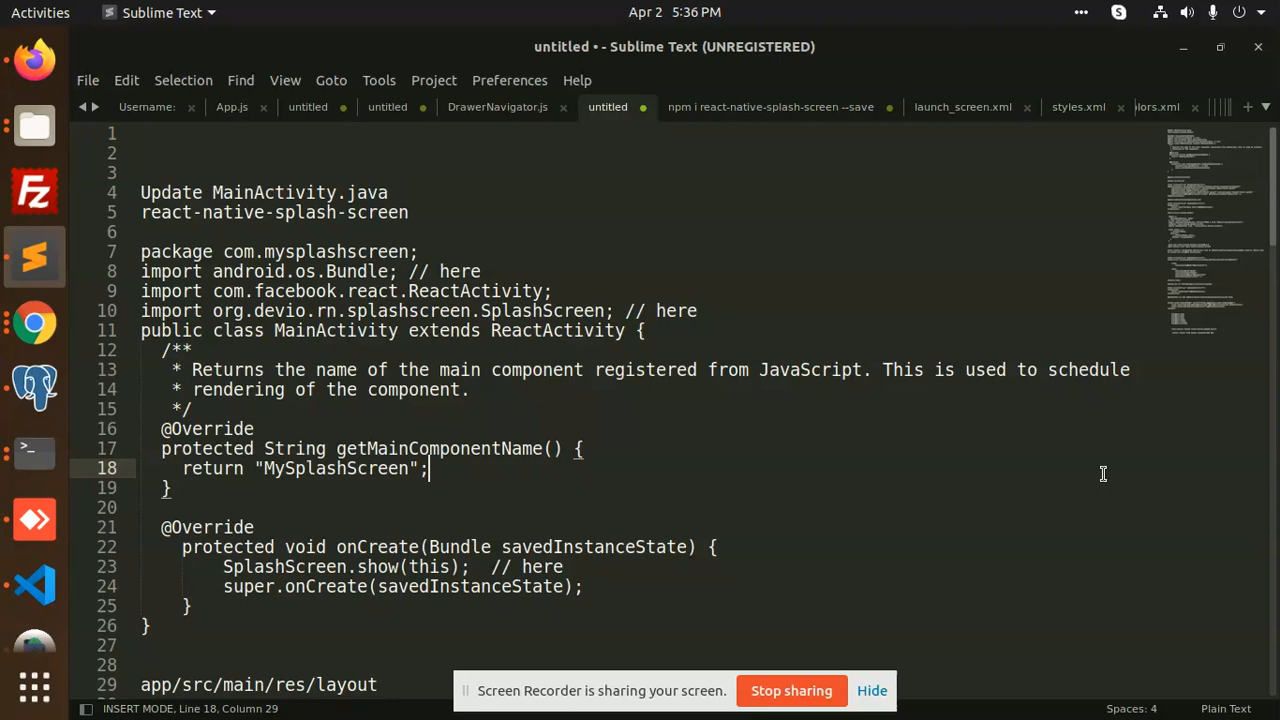 Activities
Sublime Text
Apr 2 5:36 PM
untitled • - Sublime Text (UNREGISTERED)
File Edit Selection Find View Goto Tools Project Preferences Help
Username: App.js untitled untitled DrawerNavigator.js untitled npm i react-native-splash-screen --save launch_screen.xml styles.xml lors.xml
1
2
3
4 Update MainActivity.java
5 react-native-splash-screen
6
7 package com.mysplashscreen;
8 import android.os.Bundle; // here
9 import com.facebook.react.ReactActivity;
10 import org.devio.rn.splashscreen.SplashScreen; // here
11 public class MainActivity extends ReactActivity {
12 /**
13 * Returns the name of the main component registered from JavaScript. This is used to schedule
14 * rendering of the component.
15 */
16 @Override
17 protected String getMainComponentName() {
18 return "MySplashScreen";
19 }
20
21 @Override
22 protected void onCreate(Bundle savedInstanceState) {
23 SplashScreen.show(this); // here
24 super.onCreate(savedInstanceState);
25 }
26 }
27
28
29 app/src/main/res/layout
Screen Recorder is sharing your screen. Stop sharing Hide
INSERT MODE, Line 18, Column 29
Spaces: 4
Plain Text